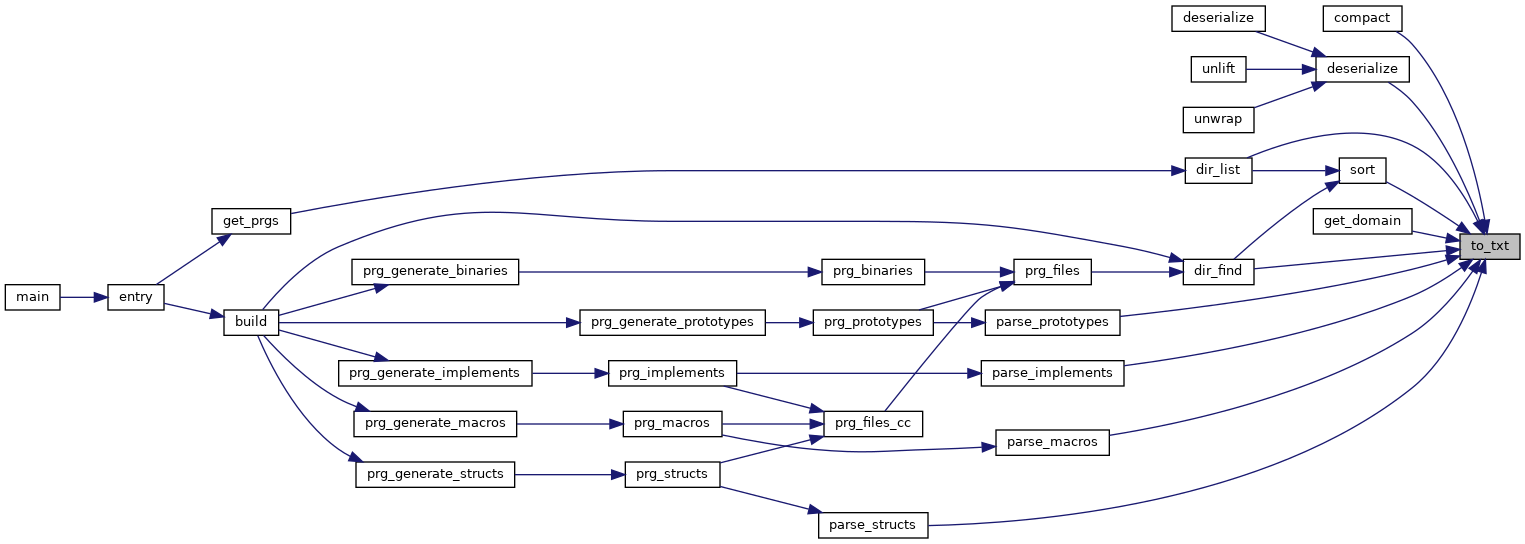 deserialize
compact
deserialize
unlift
unwrap
dir_list
sort
get_prgs
get_domain
to_txt
prg_generate_binaries
prg_binaries
prg_files
dir_find
main
entry
build
prg_generate_prototypes
prg_prototypes
parse_prototypes
prg_generate_implements
prg_implements
parse_implements
prg_generate_macros
prg_macros
prg_files_cc
parse_macros
prg_generate_structs
prg_structs
parse_structs